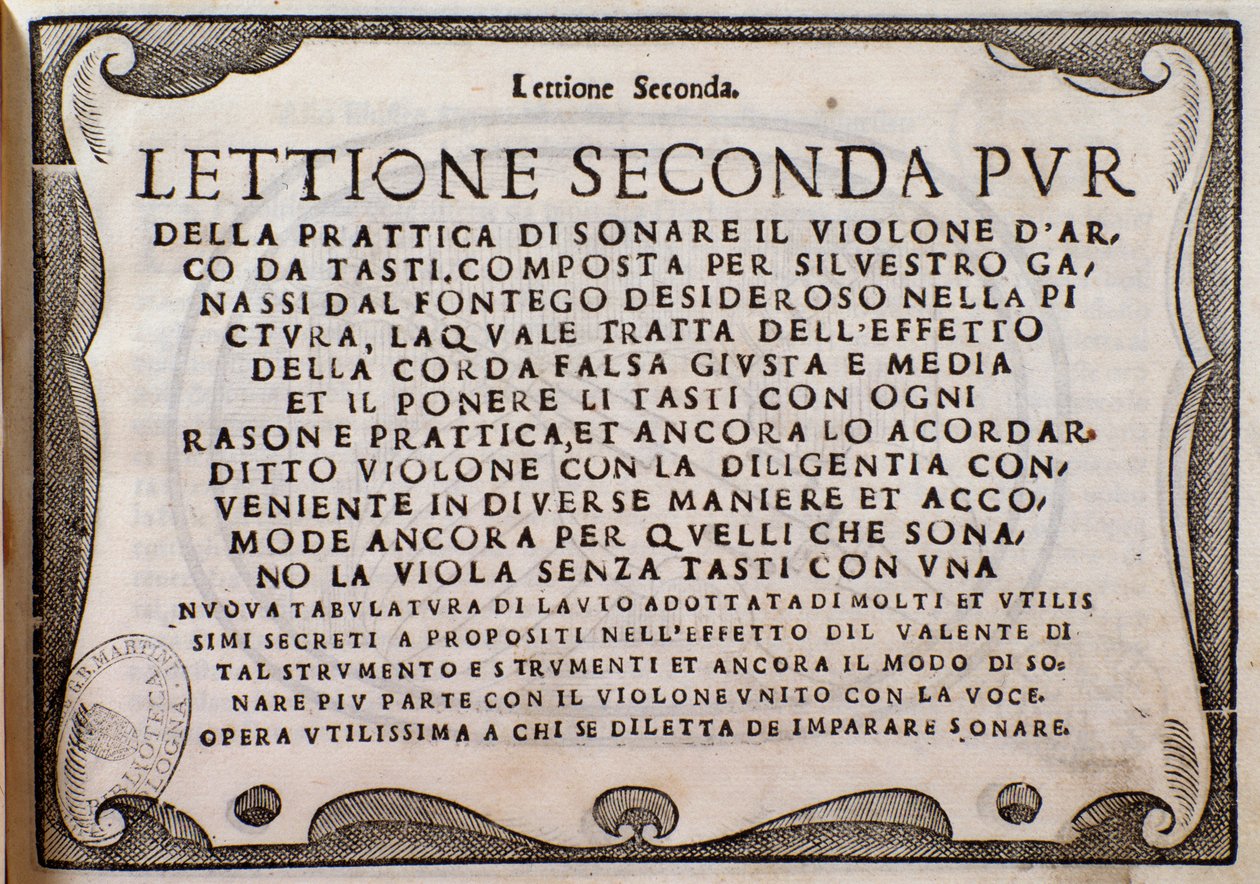 Lettione Seconda.
LETTIONE SECONDA PVR
DELLA PRATTICA DI SONARE IL VIOLONE D'AR,
CO DA TASTI. COMPOSTA PER SILVESTRO GA,
NASSI DAL FONTEGO DESIDEROSO NELLA PI
CTVRA, LAQVALE TRATTA DELL'EFFETTO
DELLA CORDA FALSA GIVSTA E MEDIA
ET IL PONERE LI TASTI CON OGNI
RASON E PRATTICA, ET ANCORA LO ACORDAR
DITTO VIOLONE CON LA DILIGENTIA CON,
VENIENTE IN DIVERSE MANIERE ET ACCO,
MODE ANCORA PER QVELLI CHE SONA,
NO LA VIOLA SENZA TASTI CON VNA
NVOVA TABVLATVRA DI LAVTO ADOTTATA DI MOLTI ET VTILIS
SIMI SECRETI A PROPOSITI NELL'EFFETTO DIL VALENTE DI
TAL STRVMENTO E STRVMENTI ET ANCORA IL MODO DI SO=
NARE PIV PARTE CON IL VIOLONE VNITO CON LA VOCE.
OPERA VTILISSIMA A CHI SE DILETTA DE IMPARARE SONARE.
G.B. MARTINI
BIBLIOTECA